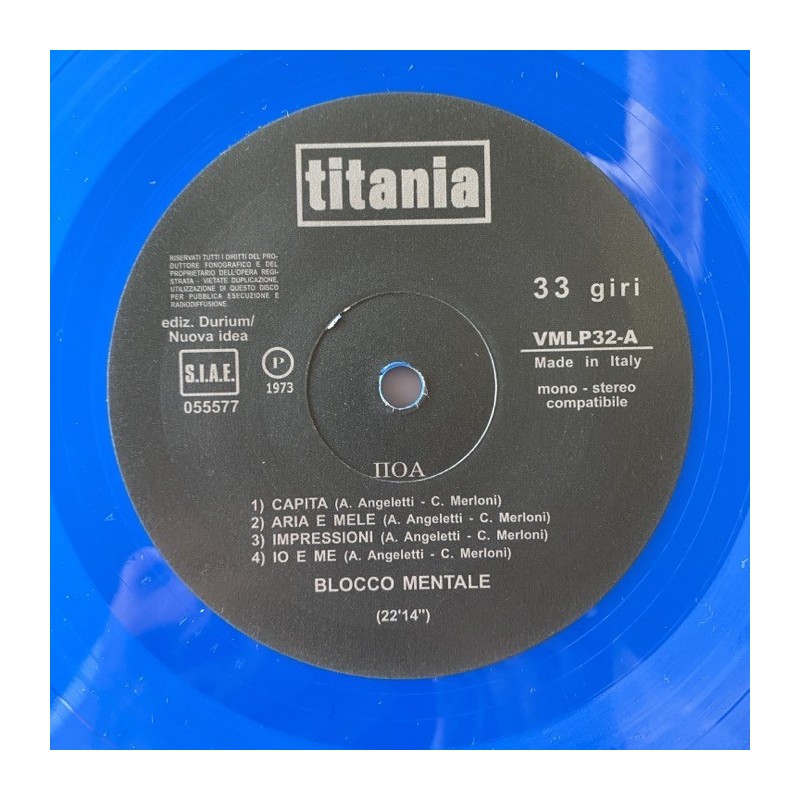 titania
RISERVATI TUTTI I DIRITTI DEL PRO-
DUTTORE FONOGRAFICO E DEL
PROPRIETARIO DELL'OPERA REGI-
STRATA - VIETATE DUPLICAZIONE,
UTILIZZAZIONE DI QUESTO DISCO
PER PUBBLICA ESECUZIONE E
RADIODIFFUSIONE.
ediz. Durium/
Nuova idea
S.I.A.E.
055577
P
1973
33 giri
VMLP32-A
Made in Italy
mono - stereo
compatibile
ΠΟΑ
1) CAPITA (A. Angeletti - C. Merloni)
2) ARIA E MELE (A. Angeletti - C. Merloni)
3) IMPRESSIONI (A. Angeletti - C. Merloni)
4) IO E ME (A. Angeletti - C. Merloni)
BLOCCO MENTALE
(22'14")